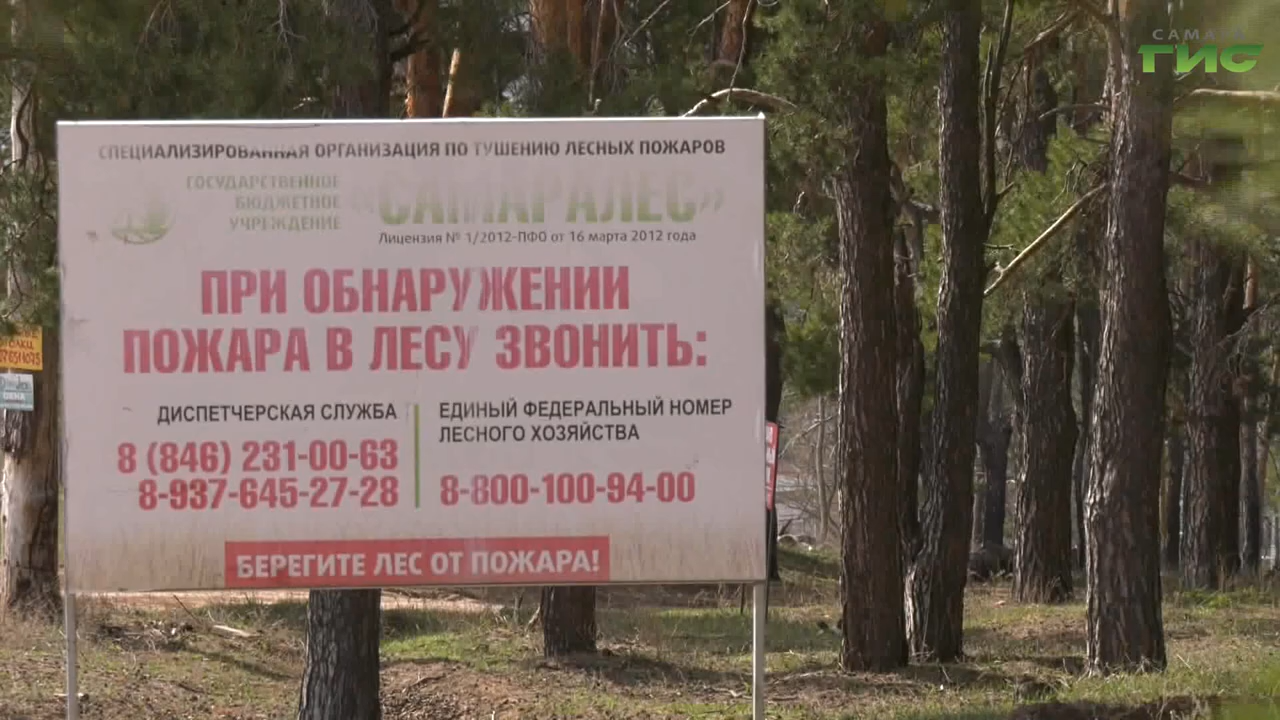 САМАРА
ГИС
СПЕЦИАЛИЗИРОВАННАЯ ОРГАНИЗАЦИЯ ПО ТУШЕНИЮ ЛЕСНЫХ ПОЖАРОВ
ГОСУДАРСТВЕННОЕ
БЮДЖЕТНОЕ
УЧРЕЖДЕНИЕ
«САМАРАЛЕС»
Лицензия № 1/2012-ПФО от 16 марта 2012 года
ПРИ ОБНАРУЖЕНИИ
ПОЖАРА В ЛЕСУ ЗВОНИТЬ:
ДИСПЕТЧЕРСКАЯ СЛУЖБА
8 (846) 231-00-63
8-937-645-27-28
ЕДИНЫЙ ФЕДЕРАЛЬНЫЙ НОМЕР
ЛЕСНОГО ХОЗЯЙСТВА
8-800-100-94-00
БЕРЕГИТЕ ЛЕС ОТ ПОЖАРА!